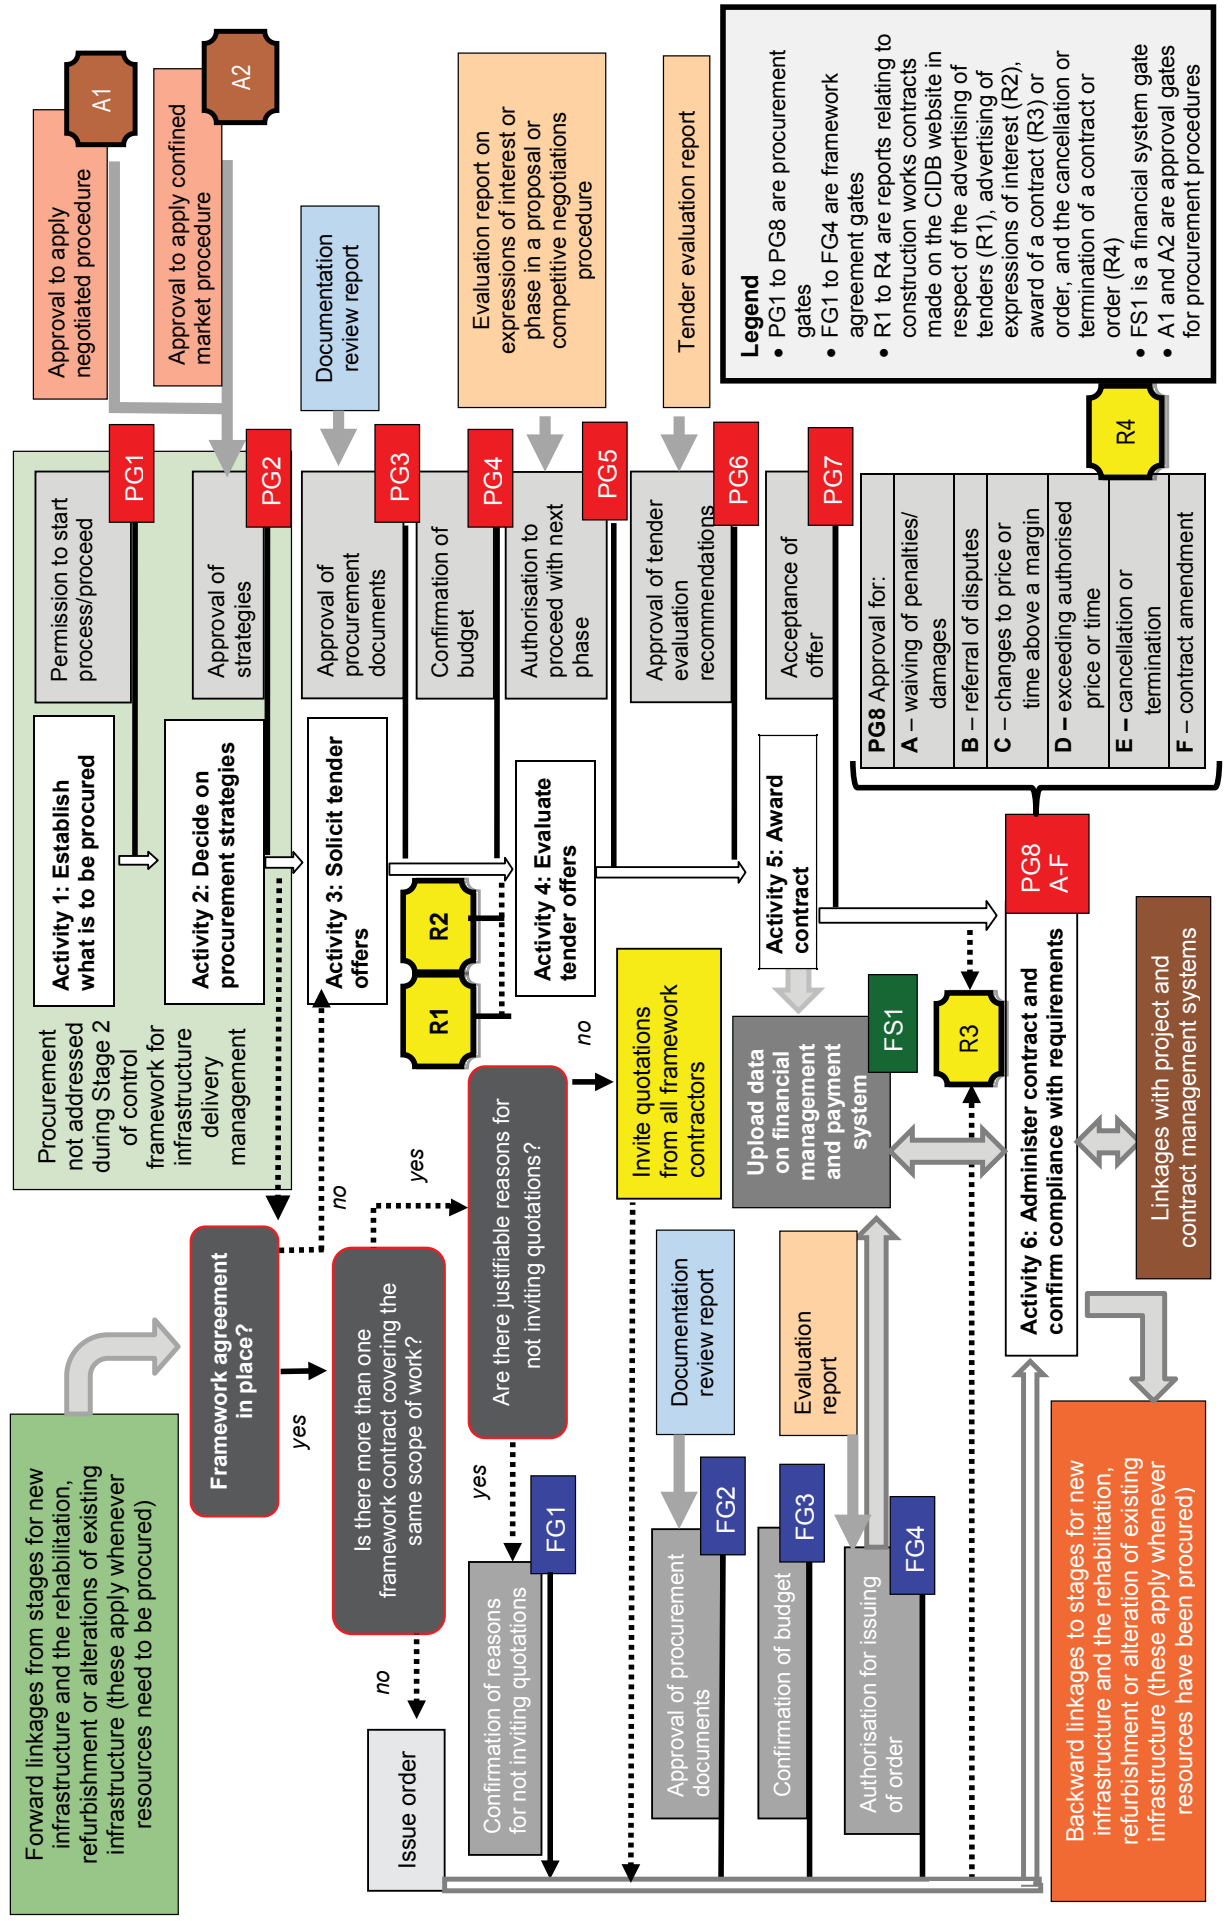 Forward linkages from stages for new
infrastructure and the rehabilitation,
refurbishment or alterations of existing
infrastructure (these apply whenever
resources need to be procured)
Procurement
not addressed
during Stage 2
of control
framework for
infrastructure
delivery
management
Activity 1: Establish
what is to be procured
Permission to start
process/proceed
PG1
Approval to apply
negotiated procedure
A1
Activity 2: Decide on
procurement strategies
Approval of
strategies
PG2
Approval to apply confined
market procedure
A2
Framework agreement
in place?
no
yes
Activity 3: Solicit tender
offers
Approval of
procurement
documents
PG3
Documentation
review report
Is there more than one
framework contract covering the
same scope of work?
yes
no
R1
R2
Confirmation of
budget
PG4
Issue order
Are there justifiable reasons for
not inviting quotations?
yes
no
Activity 4: Evaluate
tender offers
Authorisation to
proceed with next
phase
PG5
Evaluation report on
expressions of interest or
phase in a proposal or
competitive negotiations
procedure
Confirmation of reasons
for not inviting quotations
FG1
Invite quotations
from all framework
contractors
Approval of tender
evaluation
recommendations
PG6
Tender evaluation report
Approval of procurement
documents
FG2
Documentation
review report
Upload data
on financial
management
and payment
system
FS1
Activity 5: Award
contract
Acceptance of
offer
PG7
Confirmation of budget
FG3
Evaluation
report
Authorisation for issuing
of order
FG4
R3
Activity 6: Administer contract and
confirm compliance with requirements
PG8
A-F
PG8 Approval for:
A – waiving of penalties/
damages
B – referral of disputes
C – changes to price or
time above a margin
D – exceeding authorised
price or time
E – cancellation or
termination
F – contract amendment
R4
Legend
• PG1 to PG8 are procurement
gates
• FG1 to FG4 are framework
agreement gates
• R1 to R4 are reports relating to
construction works contracts
made on the CIDB website in
respect of the advertising of
tenders (R1), advertising of
expressions of interest (R2),
award of a contract (R3) or
order, and the cancellation or
termination of a contract or
order (R4)
• FS1 is a financial system gate
• A1 and A2 are approval gates
for procurement procedures
Backward linkages to stages for new
infrastructure and the rehabilitation,
refurbishment or alteration of existing
infrastructure (these apply whenever
resources have been procured)
Linkages with project and
contract management systems